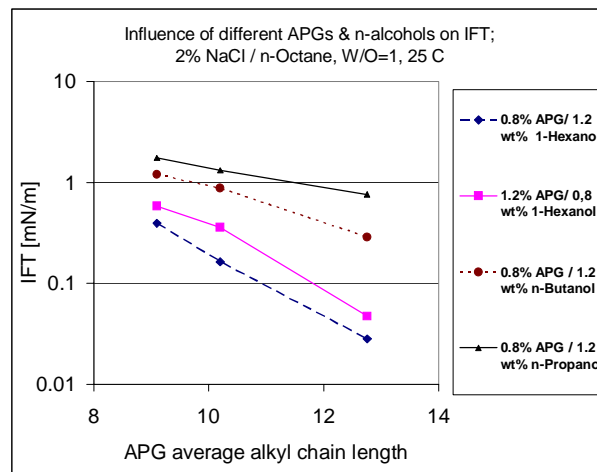 Influence of different APGs & n-alcohols on IFT;
2% NaCl / n-Octane, W/O=1, 25 C
10
1
0.1
0.01
IFT [mN/m]
8
10
12
14
APG average alkyl chain length
0.8% APG/ 1.2
wt%  1-Hexano
1.2% APG/ 0,8
wt% 1-Hexanol
0.8% APG / 1.2
wt% n-Butanol
0.8% APG / 1.2
wt% n-Propano